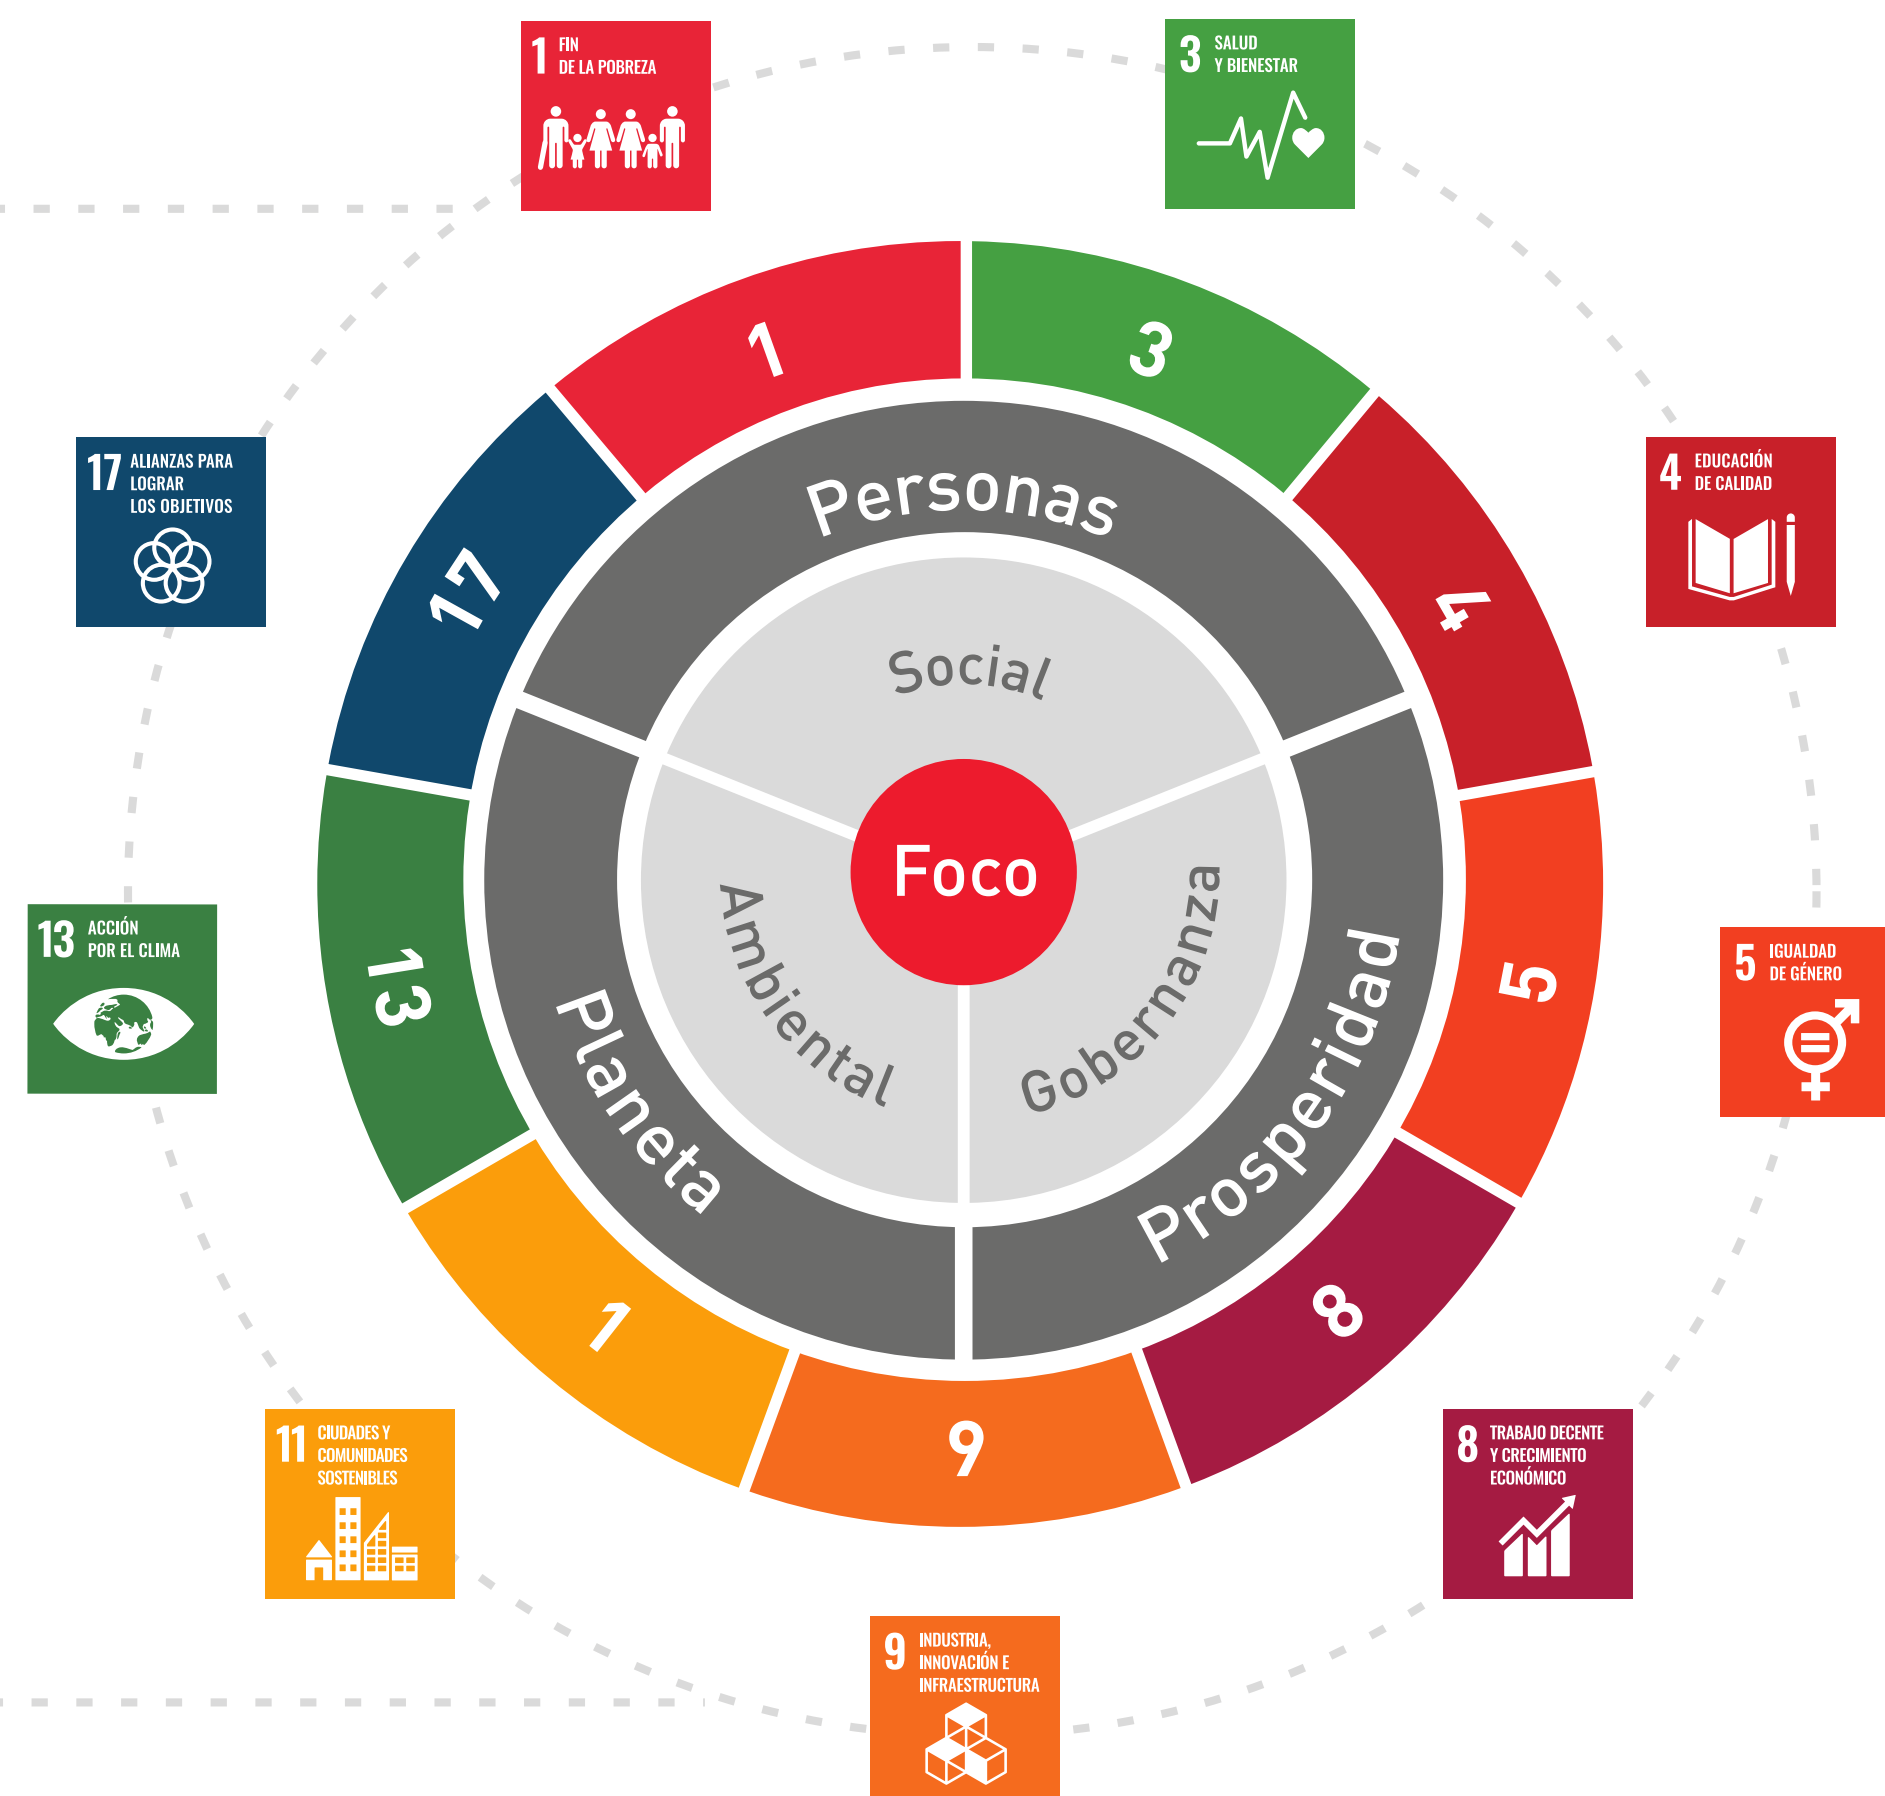 1 FIN
DE LA POBREZA
3 SALUD
Y BIENESTAR
4 EDUCACIÓN
DE CALIDAD
5 IGUALDAD
DE GÉNERO
8 TRABAJO DECENTE
Y CRECIMIENTO
ECONÓMICO
9 INDUSTRIA,
INNOVACIÓN E
INFRAESTRUCTURA
11 CIUDADES Y
COMUNIDADES
SOSTENIBLES
13 ACCIÓN
POR EL CLIMA
17 ALIANZAS PARA
LOGRAR
LOS OBJETIVOS
1
3
4
5
8
9
1
13
17
Personas
Prosperidad
Planeta
Social
Gobernanza
Ambiental
Foco